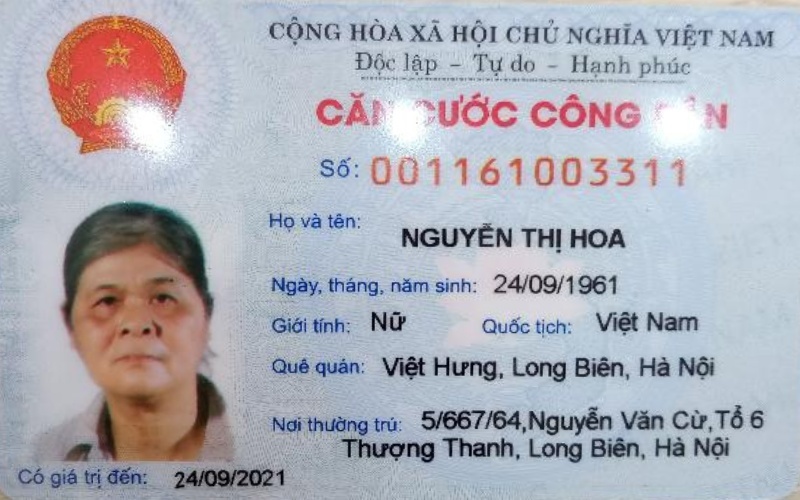 CỘNG HÒA XÃ HỘI CHỦ NGHĨA VIỆT NAM
Độc lập - Tự do - Hạnh phúc
CĂN CƯỚC CÔNG DÂN
Số: 001161003311
Họ và tên:
NGUYỄN THỊ HOA
Ngày, tháng, năm sinh: 24/09/1961
Giới tính: Nữ Quốc tịch: Việt Nam
Quê quán: Việt Hưng, Long Biên, Hà Nội
Nơi thường trú: 5/667/64,Nguyễn Văn Cừ,Tổ 6
Thượng Thanh, Long Biên, Hà Nội
Có giá trị đến: 24/09/2021